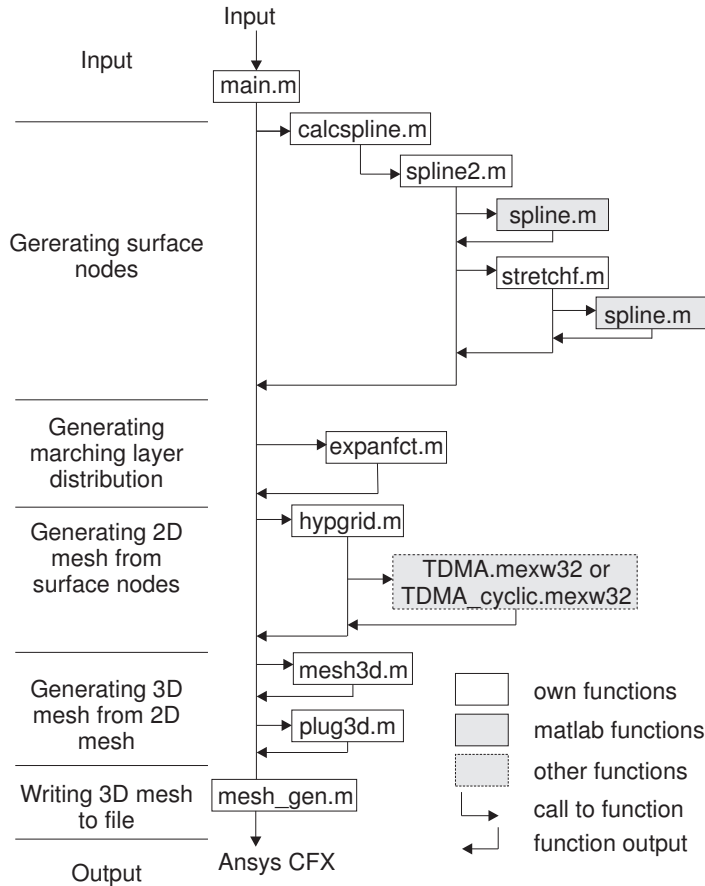 Input
Input
main.m
calcspline.m
spline2.m
spline.m
Gererating surface
nodes
stretchf.m
spline.m
Generating
marching layer
distribution
expanfct.m
Generating 2D
mesh from
surface nodes
hypgrid.m
TDMA.mexw32 or
TDMA_cyclic.mexw32
Generating 3D
mesh from 2D
mesh
mesh3d.m
plug3d.m
own functions
matlab functions
other functions
call to function
function output
Writing 3D mesh
to file
mesh_gen.m
Output
Ansys CFX